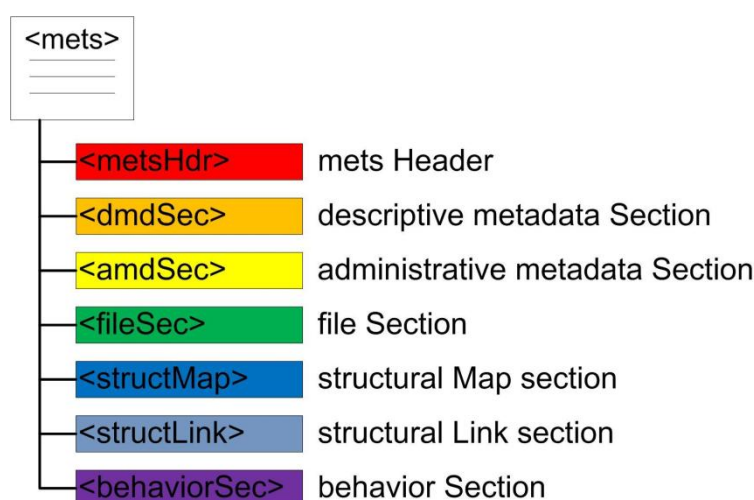 <mets>
<metsHdr> mets Header
<dmdSec> descriptive metadata Section
<amdSec> administrative metadata Section
<fileSec> file Section
<structMap> structural Map section
<structLink> structural Link section
<behaviorSec> behavior Section